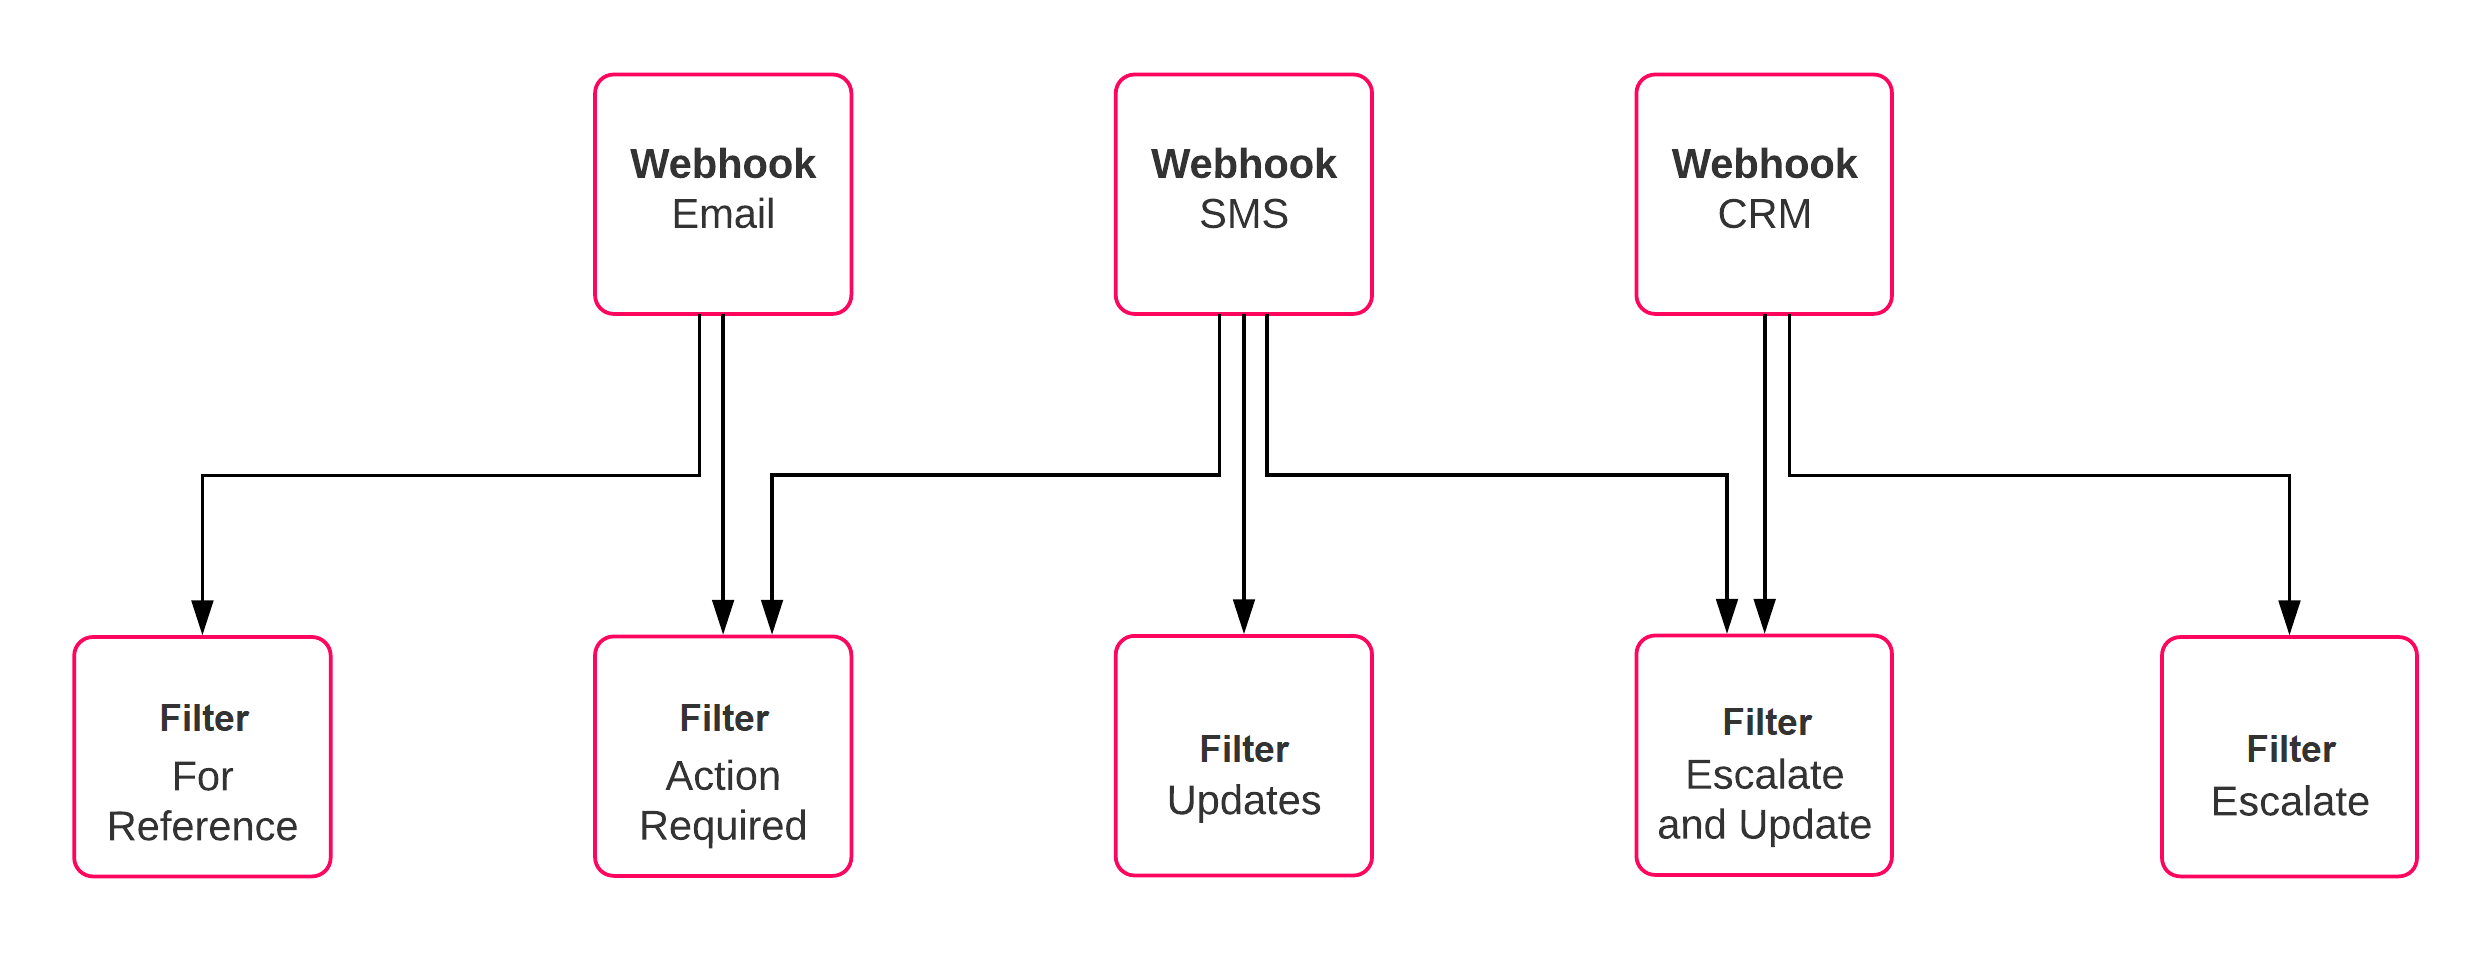 Webhook
Email
Webhook
SMS
Webhook
CRM
Filter
For
Reference
Filter
Action
Required
Filter
Updates
Filter
Escalate
and Update
Filter
Escalate